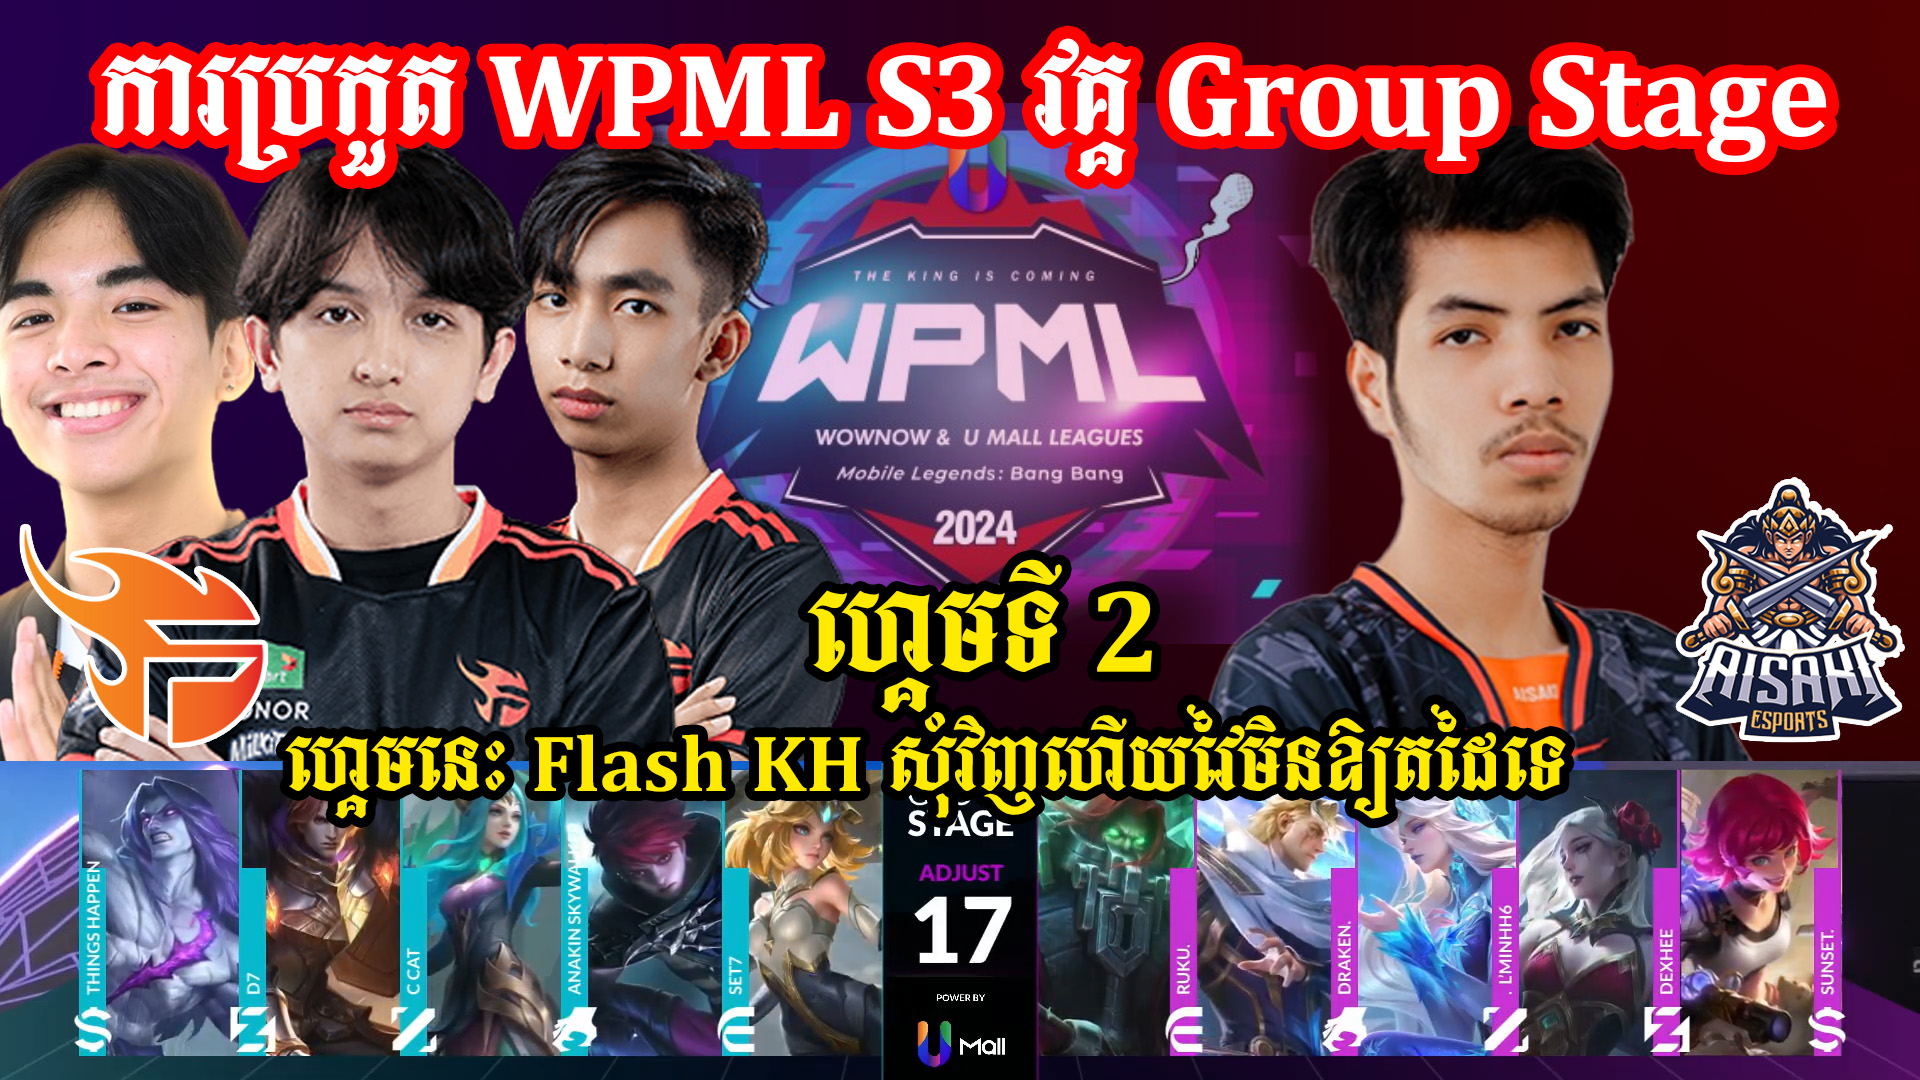 ការប្រកួត WPML S3 វគ្គ Group Stage
THE KING IS COMING
WPML
WOWNOW & U MALL LEAGUES
Mobile Legends: Bang Bang
2024
ហ្គេមទី 2
AISAKI
ESPORTS
AISAKI
ហ្គេមនេះ Flash KH សុំវិញហើយវៃមិនឱ្យតដៃទេ
STAGE
ADJUST
17
POWER BY
U Mall
THINGS HAPPEN
D7
C CAT
ANAKIN SKYWAL
SET7
RUKU.
DRAKEN.
. L'MINHH6
DEXHEE
SUNSET.